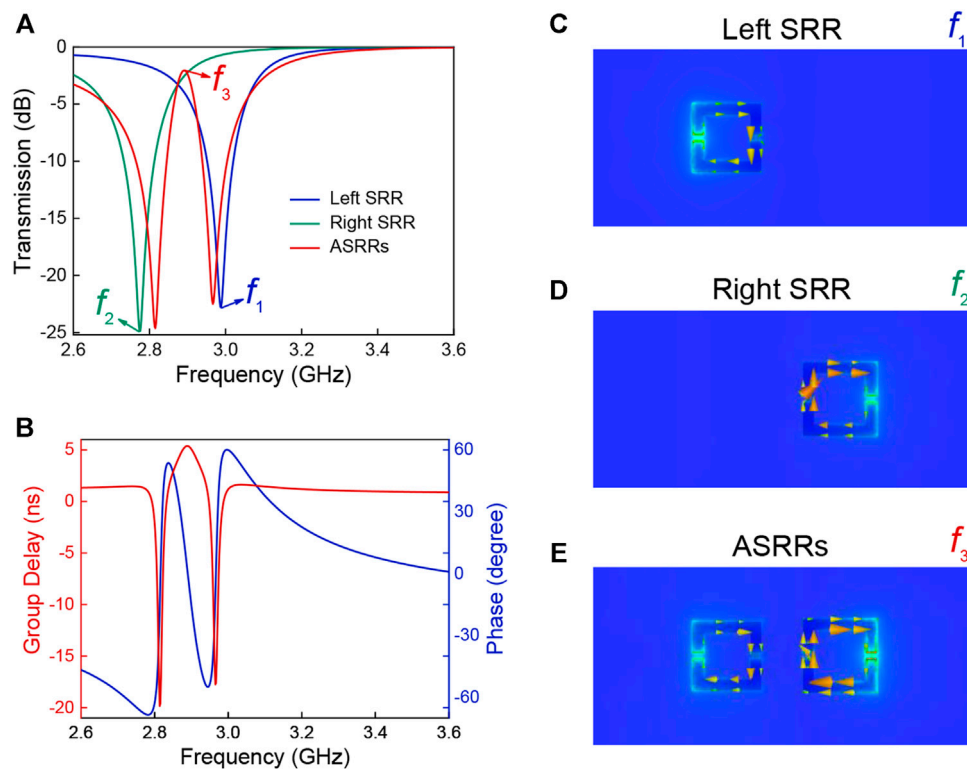 A
0
-5
-10
-15
-20
-25
Transmission (dB)
f3
Left SRR
Right SRR
ASRRs
f2
f1
2.6 2.8 3.0 3.2 3.4 3.6
Frequency (GHz)
B
5
0
-5
-10
-15
-20
Group Delay (ns)
60
30
0
-30
-60
Phase (degree)
2.6 2.8 3.0 3.2 3.4 3.6
Frequency (GHz)
C
Left SRR f1
D
Right SRR f2
E
ASRRs f3